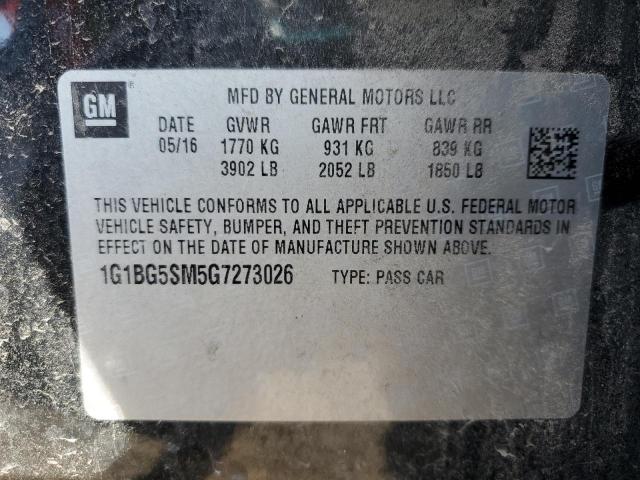 GM
MFD BY GENERAL MOTORS LLC
DATE GVWR GAWR FRT GAWR RR
05/16 1770 KG 931 KG 839 KG
3902 LB 2052 LB 1850 LB
THIS VEHICLE CONFORMS TO ALL APPLICABLE U.S. FEDERAL MOTOR
VEHICLE SAFETY, BUMPER, AND THEFT PREVENTION STANDARDS IN
EFFECT ON THE DATE OF MANUFACTURE SHOWN ABOVE.
1G1BG5SM5G7273026 TYPE: PASS CAR